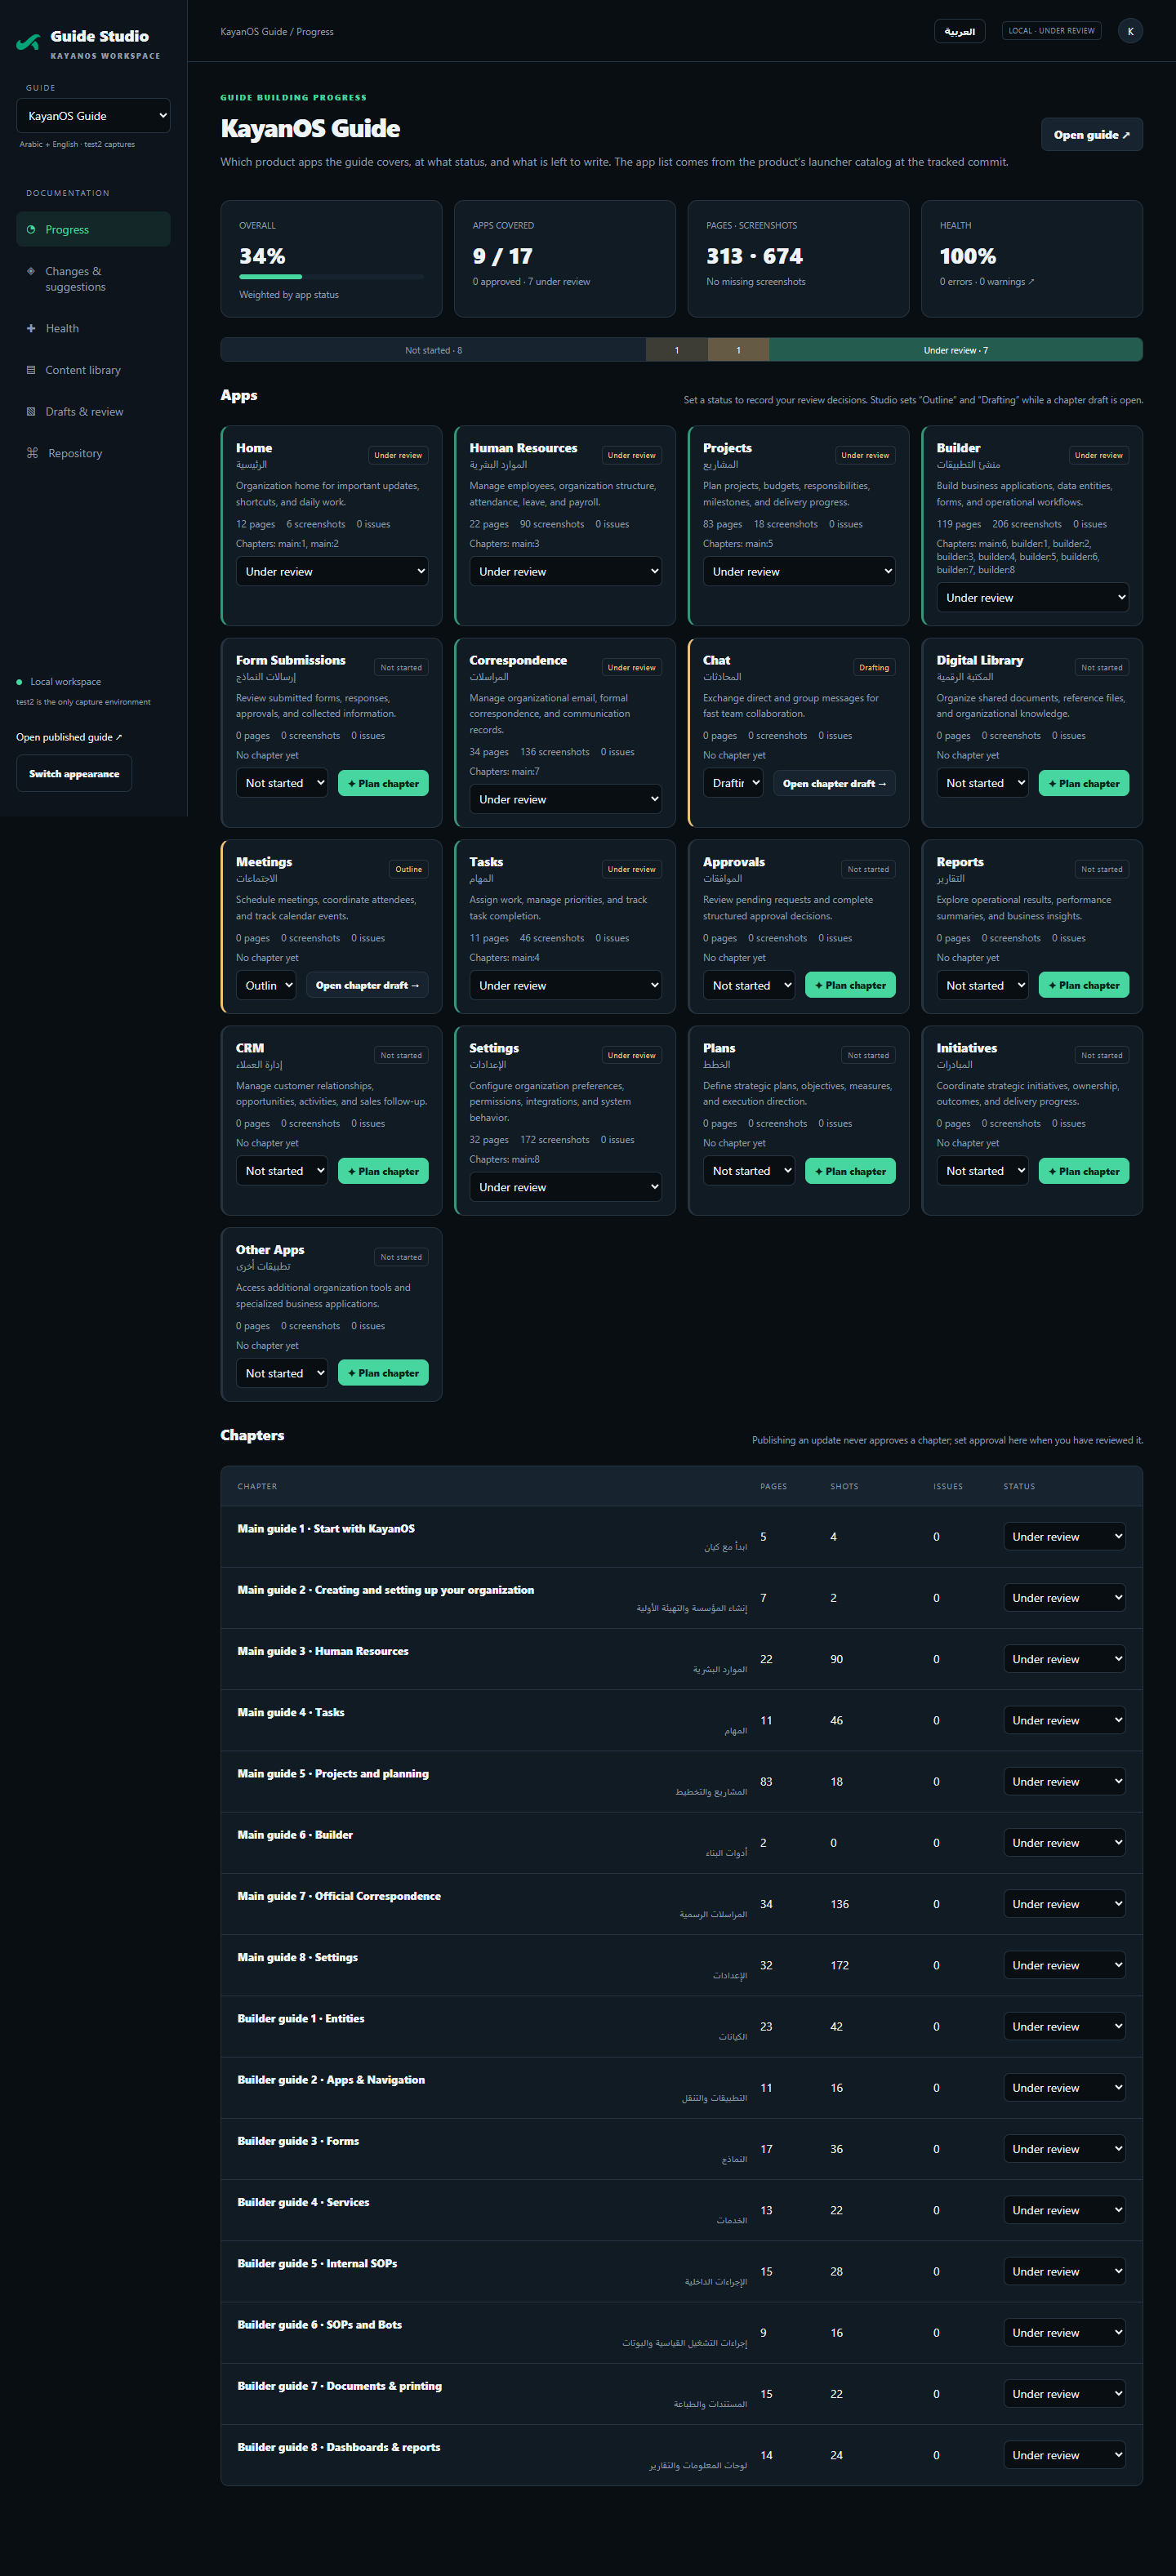 Guide Studio
KAYANOS WORKSPACE
GUIDE
KayanOS Guide
Arabic + English · test2 captures
DOCUMENTATION
Progress
Changes &
suggestions
Health
Content library
Drafts & review
Repository
Local workspace
test2 is the only capture environment
Open published guide ↗
Switch appearance
KayanOS Guide / Progress
العربية
LOCAL · UNDER REVIEW
K
GUIDE BUILDING PROGRESS
KayanOS Guide
Open guide ↗
Which product apps the guide covers, at what status, and what is left to write. The app list comes from the product's launcher catalog at the tracked commit.
OVERALL
34%
Weighted by app status
APPS COVERED
9 / 17
0 approved · 7 under review
PAGES · SCREENSHOTS
313 · 674
No missing screenshots
HEALTH
100%
0 errors · 0 warnings ↗
Not started · 8
1
1
Under review · 7
Apps
Set a status to record your review decisions. Studio sets "Outline" and "Drafting" while a chapter draft is open.
Home
الرئيسية
Under review
Organization home for important updates,
shortcuts, and daily work.
12 pages 6 screenshots 0 issues
Chapters: main:1, main:2
Under review
Human Resources
الموارد البشرية
Under review
Manage employees, organization structure,
attendance, leave, and payroll.
22 pages 90 screenshots 0 issues
Chapters: main:3
Under review
Projects
المشاريع
Under review
Plan projects, budgets, responsibilities,
milestones, and delivery progress.
83 pages 18 screenshots 0 issues
Chapters: main:5
Under review
Builder
منشئ التطبيقات
Under review
Build business applications, data entities,
forms, and operational workflows.
119 pages 206 screenshots 0 issues
Chapters: main:6, builder:1, builder:2,
builder:3, builder:4, builder:5, builder:6,
builder:7, builder:8
Under review
Form Submissions
إرسالات النماذج
Not started
Review submitted forms, responses,
approvals, and collected information.
0 pages 0 screenshots 0 issues
No chapter yet
Not started
✦ Plan chapter
Correspondence
المراسلات
Under review
Manage organizational email, formal
correspondence, and communication
records.
34 pages 136 screenshots 0 issues
Chapters: main:7
Under review
Chat
المحادثات
Drafting
Exchange direct and group messages for
fast team collaboration.
0 pages 0 screenshots 0 issues
No chapter yet
Draftir
Open chapter draft →
Digital Library
المكتبة الرقمية
Not started
Organize shared documents, reference files,
and organizational knowledge.
0 pages 0 screenshots 0 issues
No chapter yet
Not started
✦ Plan chapter
Meetings
الاجتماعات
Outline
Schedule meetings, coordinate attendees,
and track calendar events.
0 pages 0 screenshots 0 issues
No chapter yet
Outlin
Open chapter draft →
Tasks
المهام
Under review
Assign work, manage priorities, and track
task completion.
11 pages 46 screenshots 0 issues
Chapters: main:4
Under review
Approvals
الموافقات
Not started
Review pending requests and complete
structured approval decisions.
0 pages 0 screenshots 0 issues
No chapter yet
Not started
✦ Plan chapter
Reports
التقارير
Not started
Explore operational results, performance
summaries, and business insights.
0 pages 0 screenshots 0 issues
No chapter yet
Not started
✦ Plan chapter
CRM
إدارة العملاء
Not started
Manage customer relationships,
opportunities, activities, and sales follow-up.
0 pages 0 screenshots 0 issues
No chapter yet
Not started
✦ Plan chapter
Settings
الإعدادات
Under review
Configure organization preferences,
permissions, integrations, and system
behavior.
32 pages 172 screenshots 0 issues
Chapters: main:8
Under review
Plans
الخطط
Not started
Define strategic plans, objectives, measures,
and execution direction.
0 pages 0 screenshots 0 issues
No chapter yet
Not started
✦ Plan chapter
Initiatives
المبادرات
Not started
Coordinate strategic initiatives, ownership,
outcomes, and delivery progress.
0 pages 0 screenshots 0 issues
No chapter yet
Not started
✦ Plan chapter
Other Apps
تطبيقات أخرى
Not started
Access additional organization tools and
specialized business applications.
0 pages 0 screenshots 0 issues
No chapter yet
Not started
✦ Plan chapter
Chapters
Publishing an update never approves a chapter; set approval here when you have reviewed it.
CHAPTER PAGES SHOTS ISSUES STATUS
Main guide 1 · Start with KayanOS
ابدأ مع كيان
5 4 0 Under review
Main guide 2 · Creating and setting up your organization
إنشاء المؤسسة والتهيئة الأولية
7 2 0 Under review
Main guide 3 · Human Resources
الموارد البشرية
22 90 0 Under review
Main guide 4 · Tasks
المهام
11 46 0 Under review
Main guide 5 · Projects and planning
المشاريع والتخطيط
83 18 0 Under review
Main guide 6 · Builder
أدوات البناء
2 0 0 Under review
Main guide 7 · Official Correspondence
المراسلات الرسمية
34 136 0 Under review
Main guide 8 · Settings
الإعدادات
32 172 0 Under review
Builder guide 1 · Entities
الكيانات
23 42 0 Under review
Builder guide 2 · Apps & Navigation
التطبيقات والتنقل
11 16 0 Under review
Builder guide 3 · Forms
النماذج
17 36 0 Under review
Builder guide 4 · Services
الخدمات
13 22 0 Under review
Builder guide 5 · Internal SOPs
الإجراءات الداخلية
15 28 0 Under review
Builder guide 6 · SOPs and Bots
إجراءات التشغيل القياسية والبوتات
9 16 0 Under review
Builder guide 7 · Documents & printing
المستندات والطباعة
15 22 0 Under review
Builder guide 8 · Dashboards & reports
لوحات المعلومات والتقارير
14 24 0 Under review